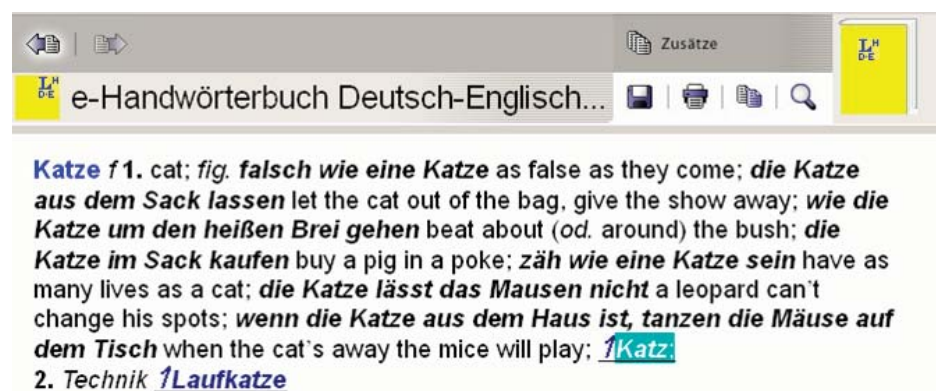 Zusätze
L H
D-E
L H
D-E
e-Handwörterbuch Deutsch-Englisch...
Katze f 1. cat; fig. falsch wie eine Katze as false as they come; die Katze
aus dem Sack lassen let the cat out of the bag, give the show away; wie die
Katze um den heißen Brei gehen beat about (od. around) the bush; die
Katze im Sack kaufen buy a pig in a poke; zäh wie eine Katze sein have as
many lives as a cat; die Katze lässt das Mausen nicht a leopard can't
change his spots; wenn die Katze aus dem Haus ist, tanzen die Mäuse auf
dem Tisch when the cat's away the mice will play; ↑Katz;
2. Technik ↑Laufkatze